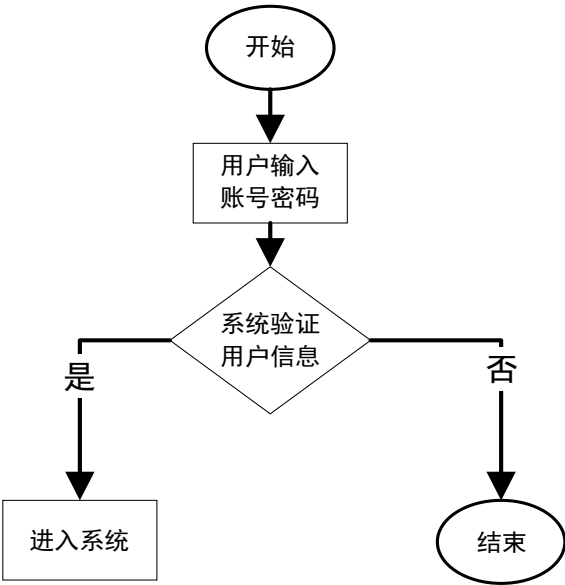 开始
用户输入
账号密码
系统验证
用户信息
是
否
进入系统
结束